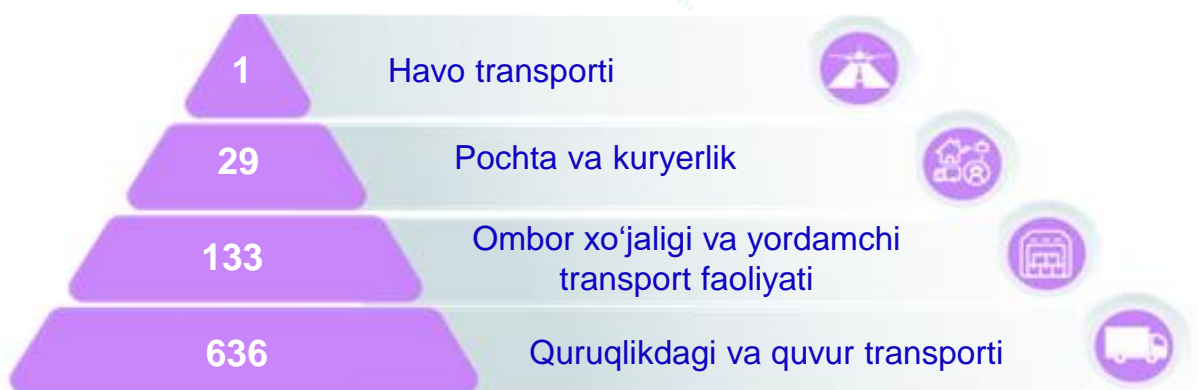 1
Havo transporti
29
Pochta va kuryerlik
133
Ombor xo‘jaligi va yordamchi
transport faoliyati
636
Quruqlikdagi va quvur transporti